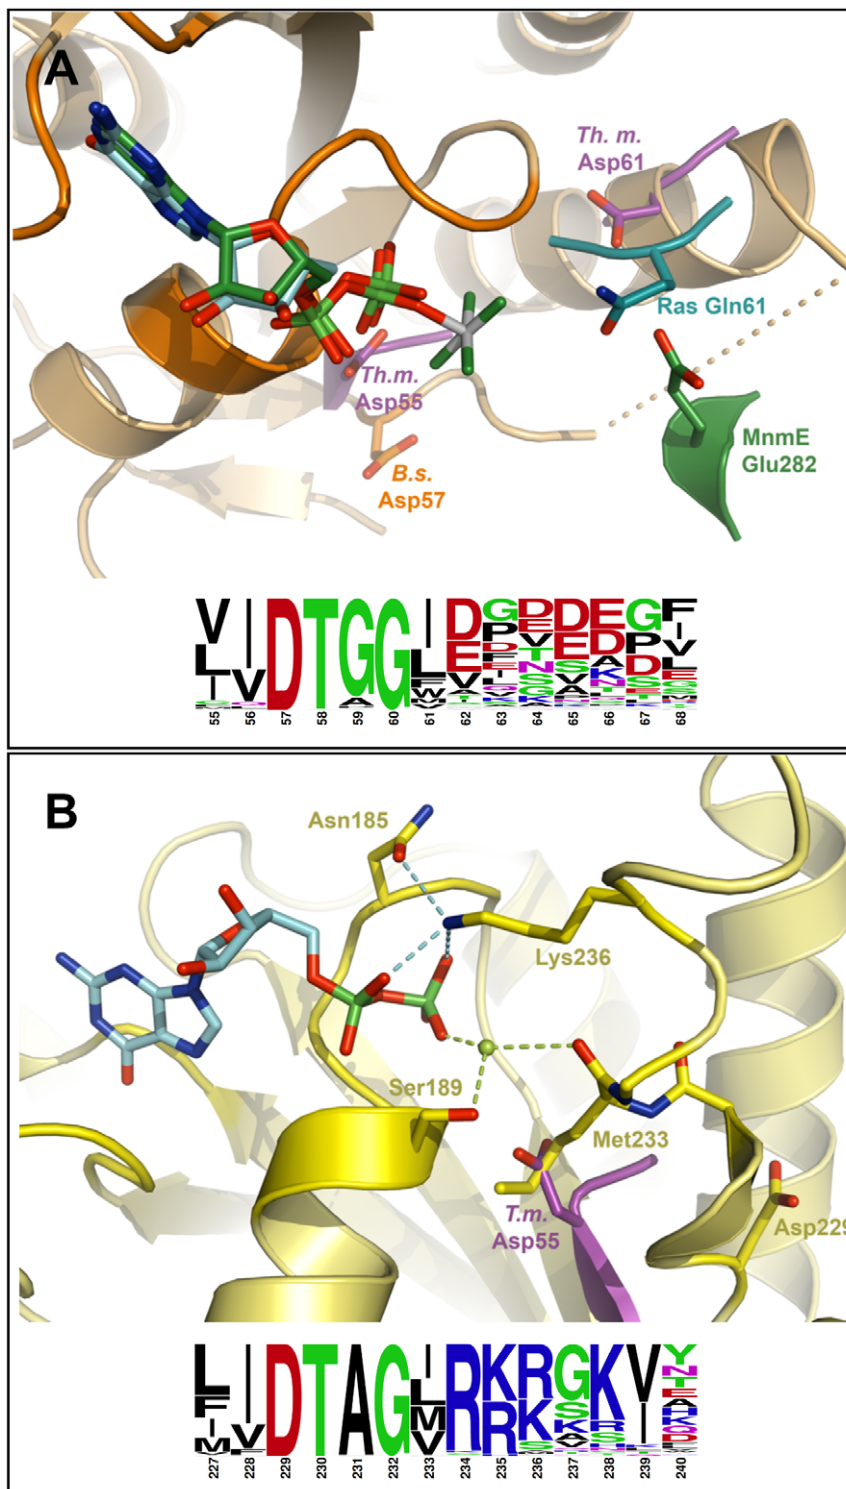 A
Th. m.
Asp61
Ras Gln61
Th.m.
Asp55
MnmE
Glu282
B.s.
Asp57
V I D T G G I D G D D E G F
55 56 57 58 59 60 61 62 63 64 65 66 67 68
B
Asn185
Lys236
Ser189
Met233
T.m.
Asp55
Asp229
L I D T A G I R K R G K V Y
227 228 229 230 231 232 233 234 235 236 237 238 239 240